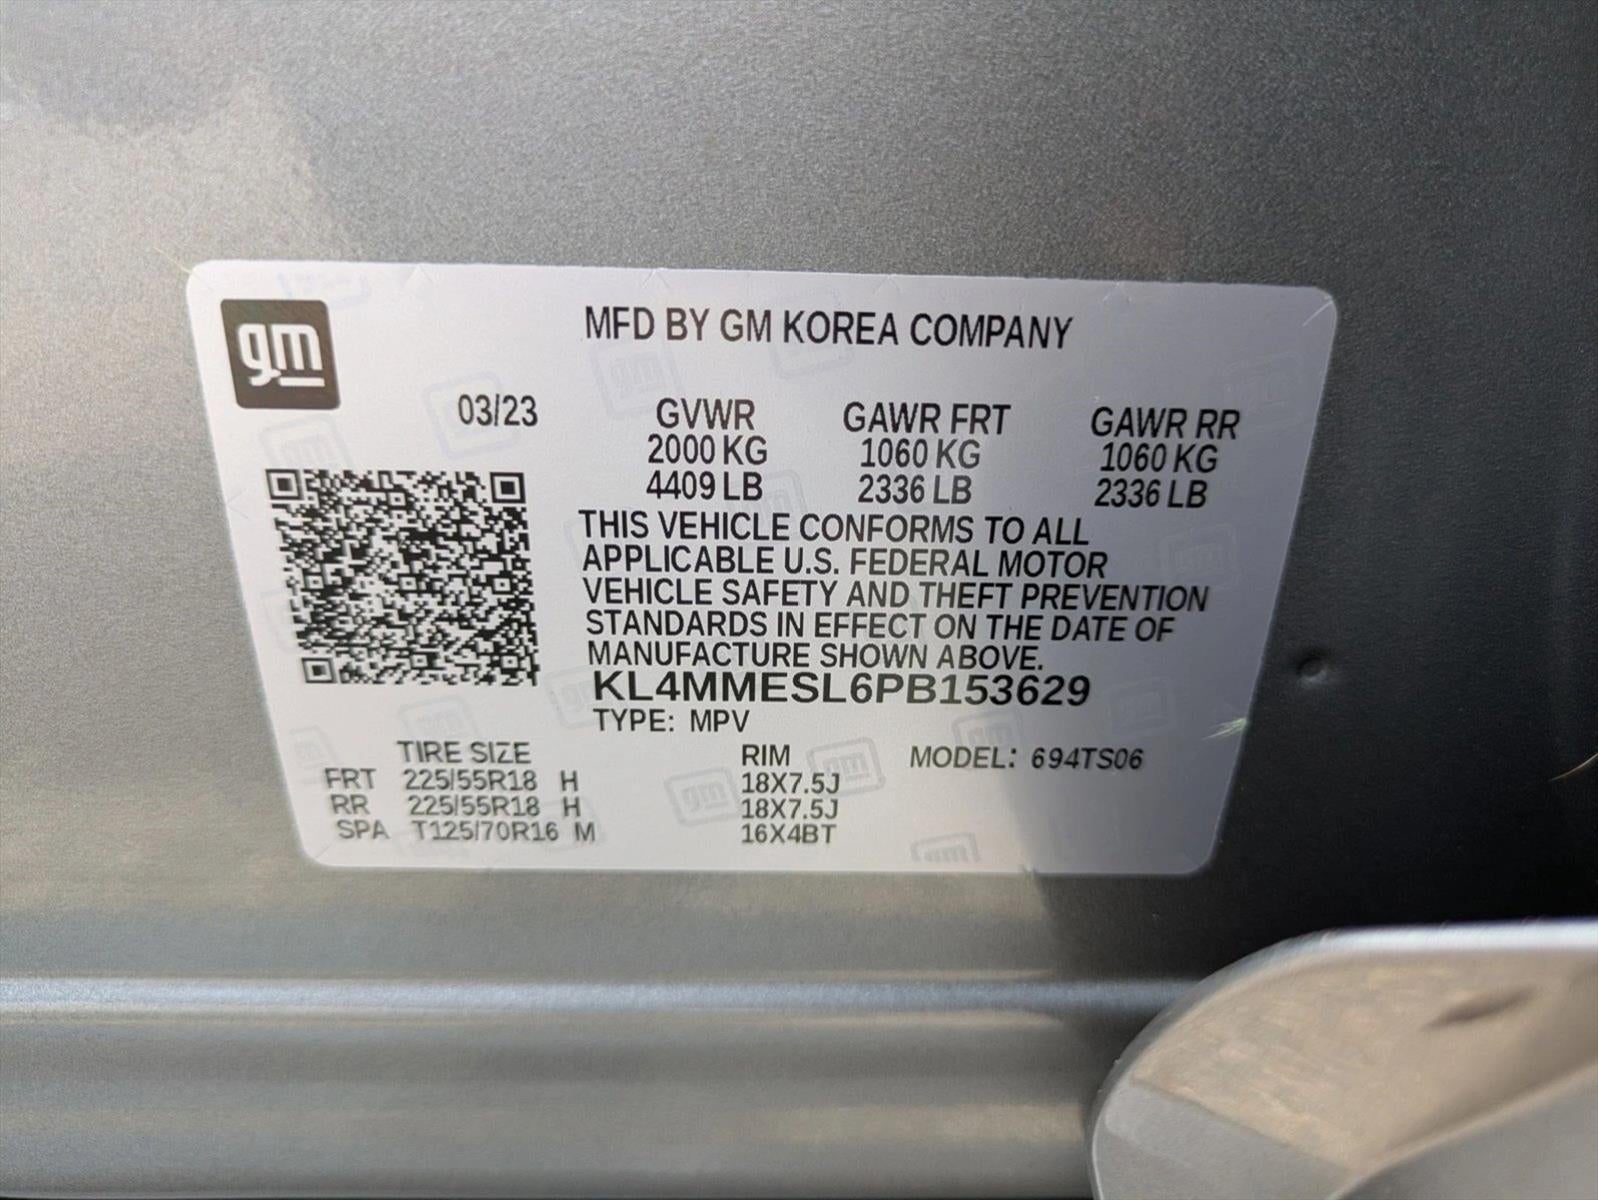 gm
MFD BY GM KOREA COMPANY
03/23 GVWR GAWR FRT GAWR RR
2000 KG 1060 KG 1060 KG
4409 LB 2336 LB 2336 LB
THIS VEHICLE CONFORMS TO ALL
APPLICABLE U.S. FEDERAL MOTOR
VEHICLE SAFETY AND THEFT PREVENTION
STANDARDS IN EFFECT ON THE DATE OF
MANUFACTURE SHOWN ABOVE.
KL4MMESL6PB153629
TYPE: MPV
TIRE SIZE RIM MODEL: 694TS06
FRT 225/55R18 H 18X7.5J
RR 225/55R18 H 18X7.5J
SPA T125/70R16 M 16X4BT